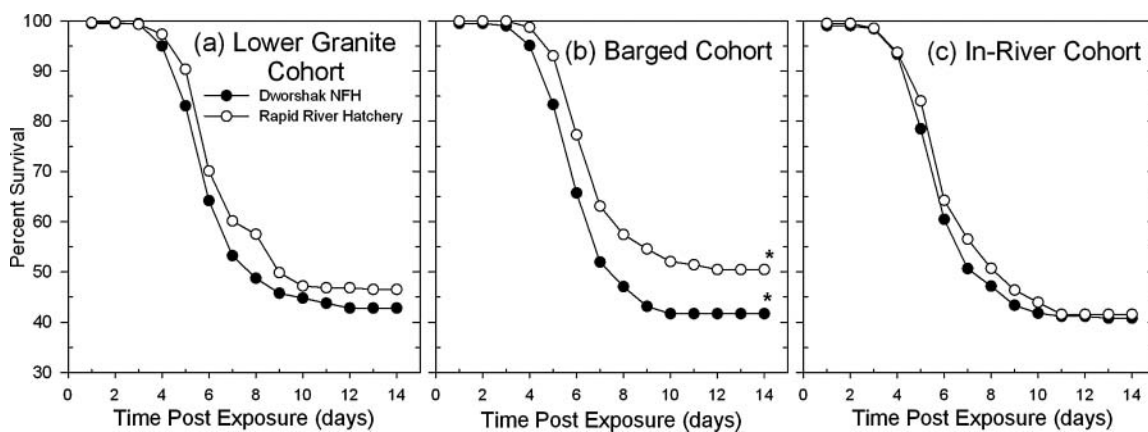 Percent Survival
100
90
80
70
60
50
40
30
(a) Lower Granite
Cohort
Dworshak NFH
Rapid River Hatchery
0 2 4 6 8 10 12 14
Time Post Exposure (days)
(b) Barged Cohort
*
*
0 2 4 6 8 10 12 14
Time Post Exposure (days)
(c) In-River Cohort
0 2 4 6 8 10 12 14
Time Post Exposure (days)